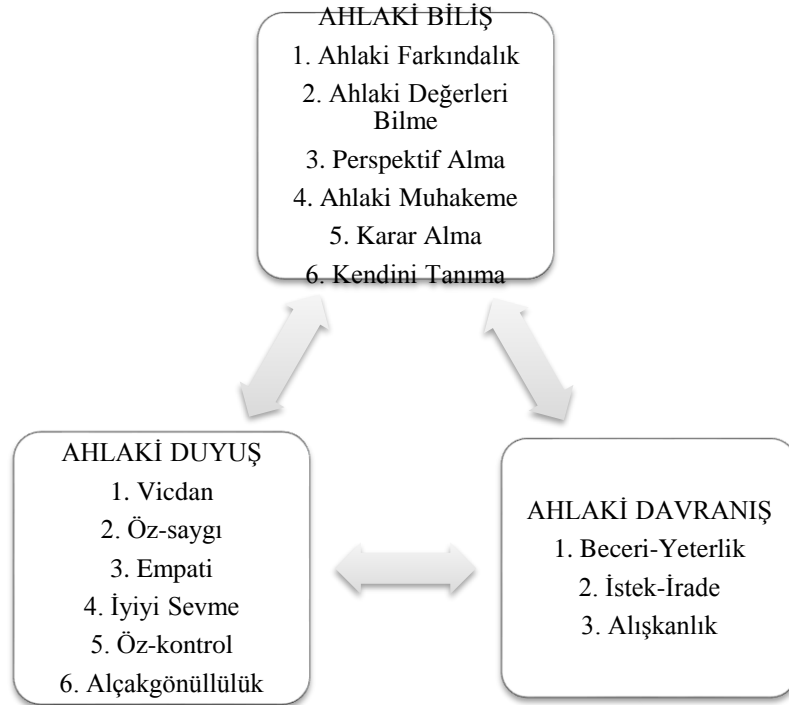 AHLAKİ BİLİŞ
1. Ahlaki Farkındalık
2. Ahlaki Değerleri
Bilme
3. Perspektif Alma
4. Ahlaki Muhakeme
5. Karar Alma
6. Kendini Tanıma
AHLAKİ DUYUŞ
1. Vicdan
2. Öz-saygı
3. Empati
4. İyiyi Sevme
5. Öz-kontrol
6. Alçakgönüllülük
AHLAKİ DAVRANIŞ
1. Beceri-Yeterlik
2. İstek-İrade
3. Alışkanlık